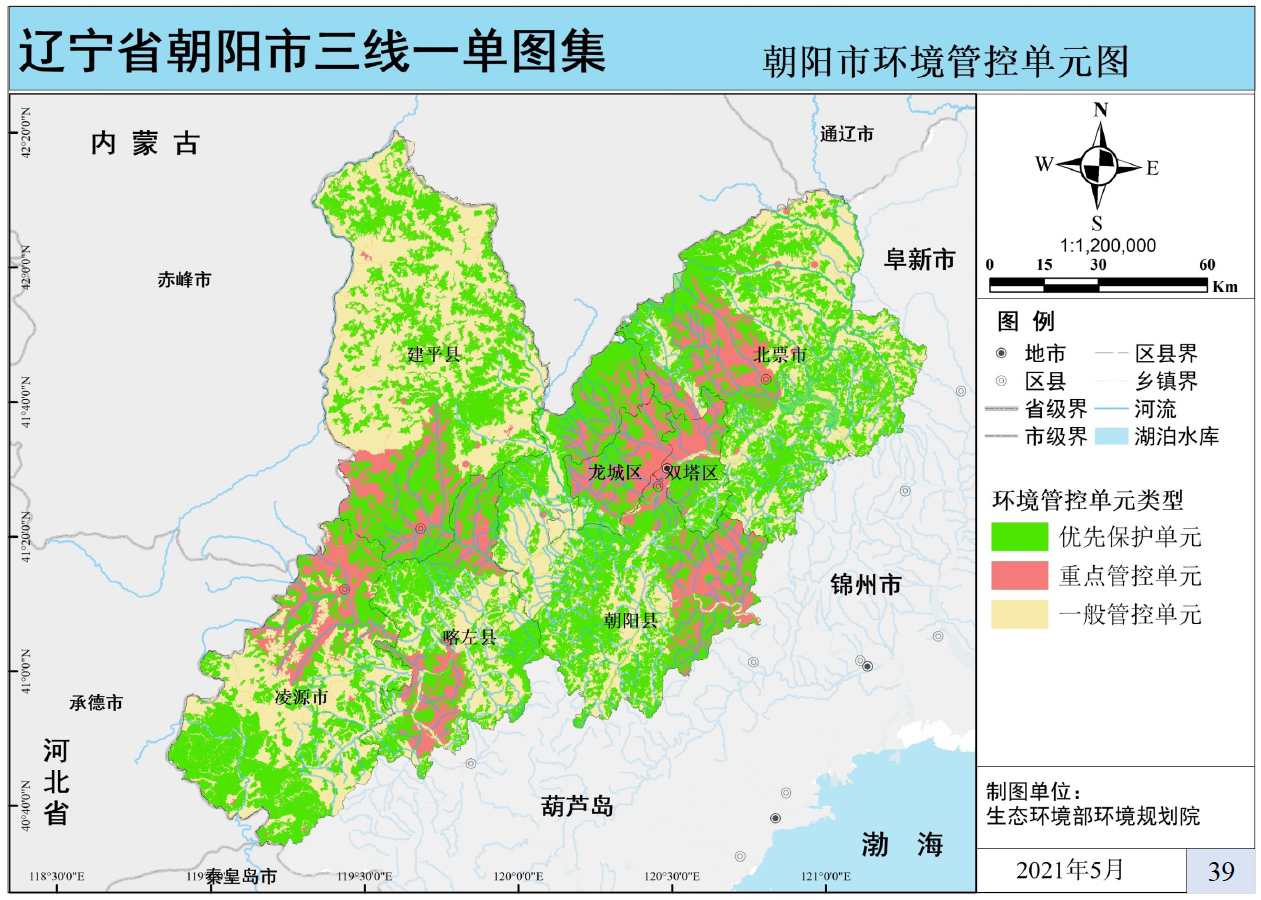 辽宁省朝阳市三线一单图集
朝阳市环境管控单元图
内蒙古
通辽市
阜新市
赤峰市
建平县
北票市
龙城区
双塔区
锦州市
朝阳县
喀左县
凌源市
承德市
河北省
葫芦岛
渤海
秦皇岛市
42°20'0"N
42°0'0"N
41°40'0"N
41°20'0"N
41°0'0"N
40°40'0"N
118°30'0"E
119°0'0"E
119°30'0"E
120°0'0"E
120°30'0"E
121°0'0"E
N
W
E
S
1:1,200,000
0 15 30 60
Km
图例
地市
区县界
区县
乡镇界
省级界
河流
市级界
湖泊水库
环境管控单元类型
优先保护单元
重点管控单元
一般管控单元
制图单位：
生态环境部环境规划院
2021年5月
39